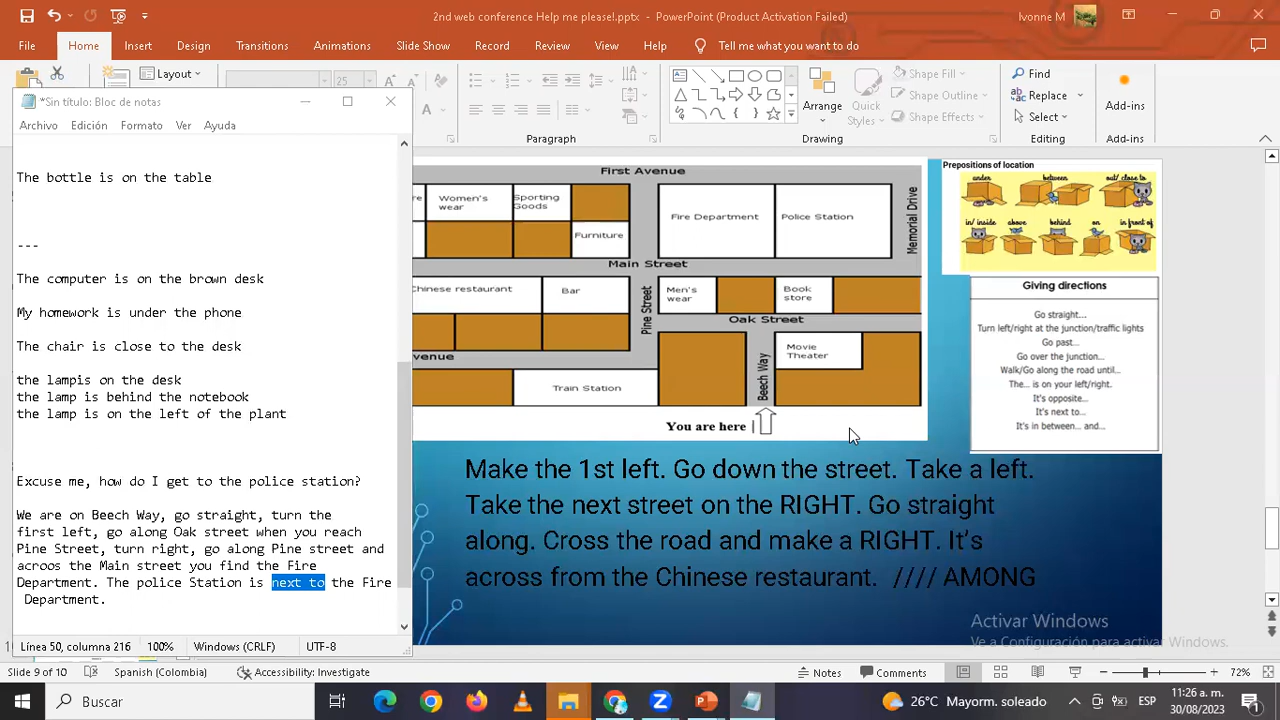 2nd web conference Help me please!.pptx - PowerPoint (Product Activation Failed)
Ivonne M
File Home Insert Design Transitions Animations Slide Show Record Review View Help Tell me what you want to do
Layout
25
Paragraph
Arrange
Quick
Styles
Shape Fill
Shape Outline
Shape Effects
Drawing
Find
Replace
Select
Editing
Add-ins
Add-ins
*Sin título: Bloc de notas
Archivo Edición Formato Ver Ayuda
The bottle is on the table
---
The computer is on the brown desk
My homework is under the phone
The chair is close to the desk
the lampis on the desk
the lamp is behind the notebook
the lamp is on the left of the plant
Excuse me, how do I get to the police station?
We are on Beech Way, go straight, turn the
first left, go along Oak street when you reach
Pine Street, turn right, go along Pine street and
acroos the Main street you find the Fire
Department. The police Station is next to the Fire
Department.
Línea 50, columna 216 100% Windows (CRLF) UTF-8
First Avenue
re
Women's
wear
Sporting
Goods
Furniture
Fire Department
Police Station
Memorial Drive
Main Street
Chinese restaurant
Bar
Pine Street
Men's
wear
Book
store
Oak Street
venue
Train Station
Beech Way
Movie
Theater
You are here
Prepositions of location
under between out/ close to
in/ inside above behind on in front of
Giving directions
Go straight...
Turn left/right at the junction/traffic lights
Go past...
Go over the junction...
Walk/Go along the road until...
The... is on your left/right.
It's opposite...
It's next to...
It's in between... and...
Make the 1st left. Go down the street. Take a left.
Take the next street on the RIGHT. Go straight
along. Cross the road and make a RIGHT. It's
across from the Chinese restaurant. //// AMONG
Activar Windows
Ve a Configuración para activar Windows.
Slide 9 of 10 Spanish (Colombia) Accessibility: Investigate Notes Comments 72%
Buscar
26°C Mayorm. soleado ESP
11:26 a. m.
30/08/2023
1